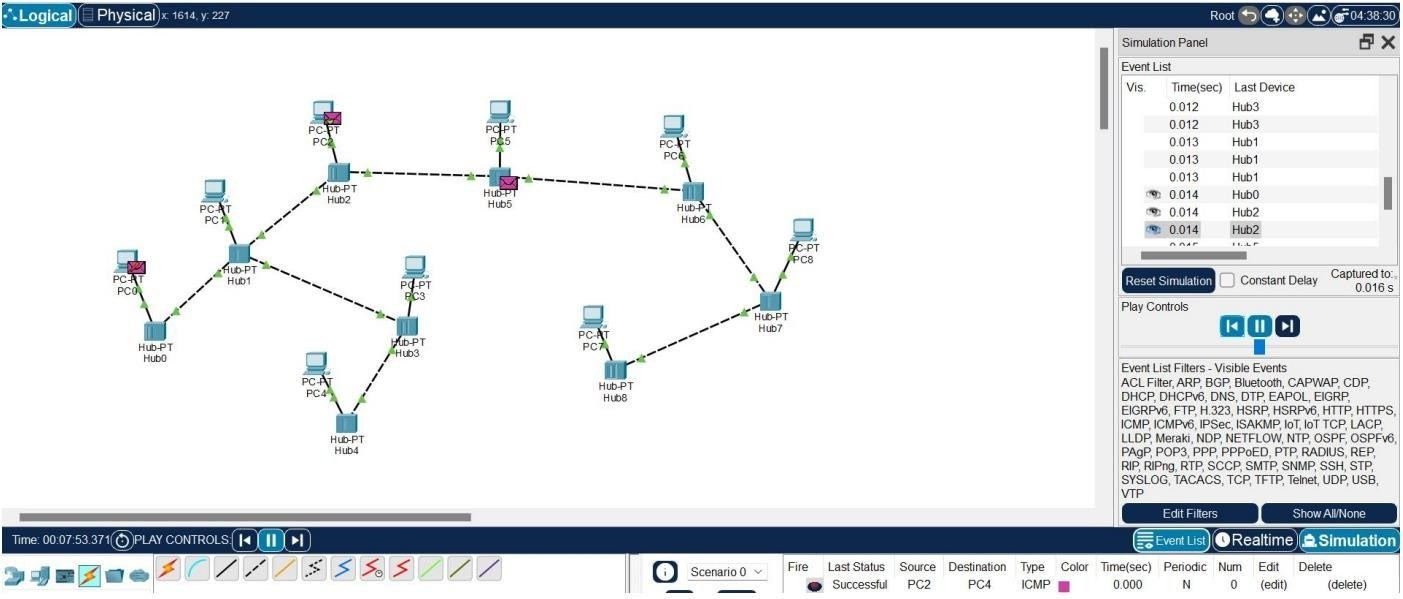 Logical Physical x: 1614, y: 227 Root 04:38:30
Simulation Panel
Event List
Vis. Time(sec) Last Device
0.012 Hub3
0.012 Hub3
0.013 Hub1
0.013 Hub1
0.013 Hub1
0.014 Hub0
0.014 Hub2
0.014 Hub2
Reset Simulation Constant Delay Captured to:
0.016 s
Play Controls
Event List Filters - Visible Events
ACL Filter, ARP, BGP, Bluetooth, CAPWAP, CDP,
DHCP, DHCPv6, DNS, DTP, EAPOL, EIGRP,
EIGRPv6, FTP, H.323, HSRP, HSRPv6, HTTP, HTTPS,
ICMP, ICMPv6, IPSec, ISAKMP, IoT, IoT TCP, LACP,
LLDP, Meraki, NDP, NETFLOW, NTP, OSPF, OSPFv6,
PAgP, POP3, PPP, PPPoED, PTP, RADIUS, REP,
RIP, RIPng, RTP, SCCP, SMTP, SNMP, SSH, STP,
SYSLOG, TACACS, TCP, TFTP, Telnet, UDP, USB,
VTP
Edit Filters Show All/None
PC-PT
PC2
PC-PT
PC5
PC-PT
PC6
Hub-PT
Hub2
Hub-PT
Hub5
Hub-PT
Hub6
PC-PT
PC1
PC-PT
PC8
PC-PT
PC0
Hub-PT
Hub1
PC-PT
PC3
Hub-PT
Hub7
Hub-PT
Hub0
Hub-PT
Hub3
PC-PT
PC7
PC-PT
PC4
Hub-PT
Hub8
Hub-PT
Hub4
Time: 00:07:53.371 PLAY CONTROLS: Event List Realtime Simulation
Scenario 0
Fire Last Status Source Destination Type Color Time(sec) Periodic Num Edit Delete
Successful PC2 PC4 ICMP 0.000 N 0 (edit) (delete)